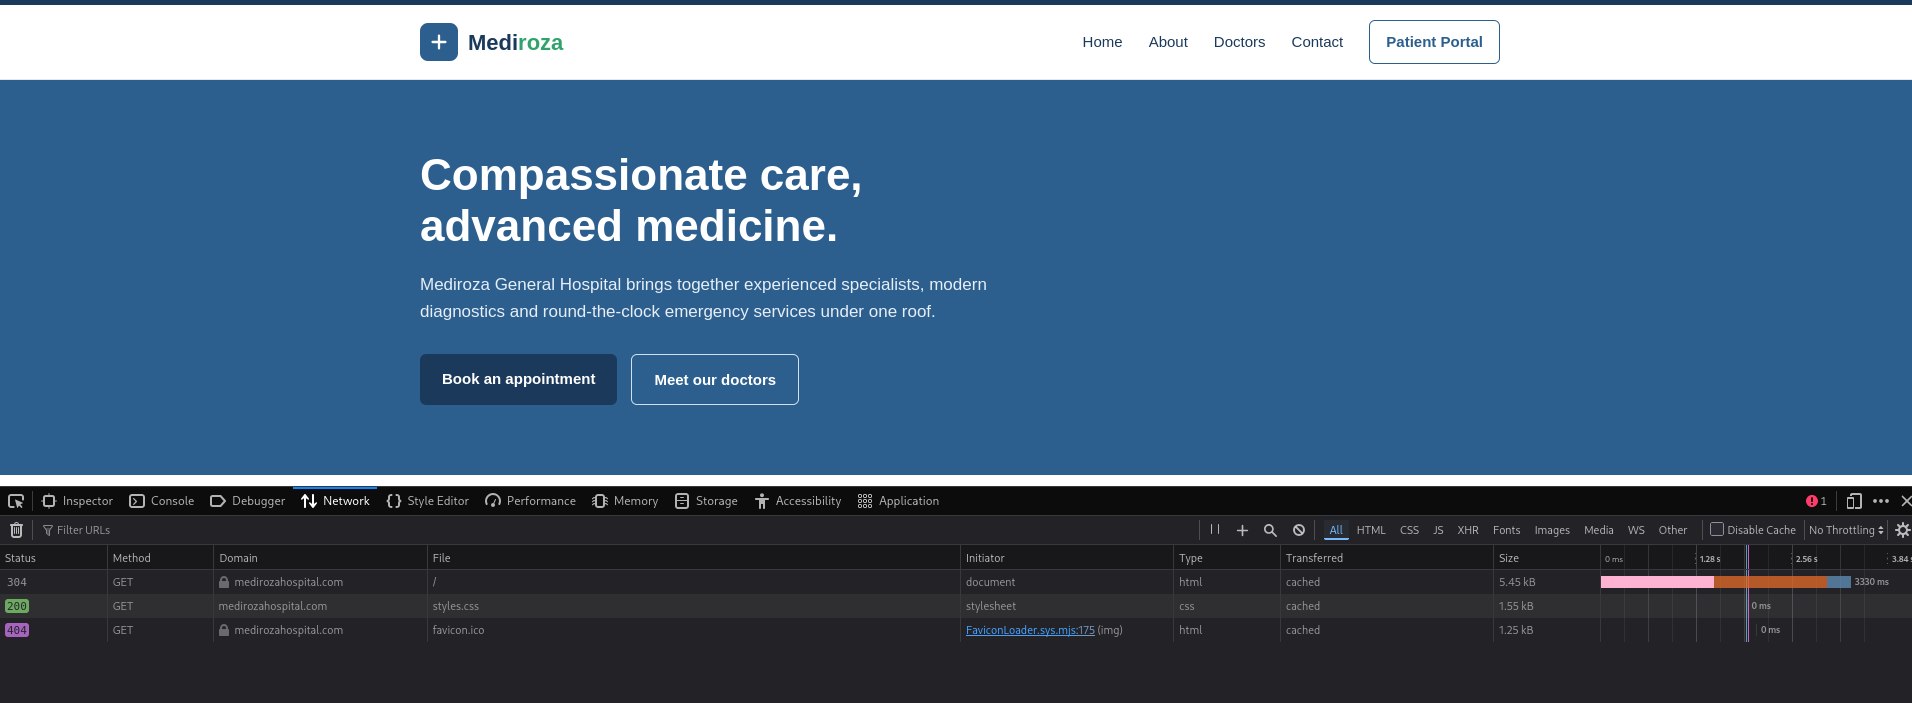 Mediroza
Home About Doctors Contact Patient Portal
Compassionate care,
advanced medicine.
Mediroza General Hospital brings together experienced specialists, modern
diagnostics and round-the-clock emergency services under one roof.
Book an appointment Meet our doctors
Inspector Console Debugger Network Style Editor Performance Memory Storage Accessibility Application 1
Filter URLs All HTML CSS JS XHR Fonts Images Media WS Other Disable Cache No Throttling
Status Method Domain File Initiator Type Transferred Size 0 ms 1.28 s 2.56 s 3.84 s
304 GET medirozahospital.com / document html cached 5.45 kB 3330 ms
200 GET medirozahospital.com styles.css stylesheet css cached 1.55 kB 0 ms
404 GET medirozahospital.com favicon.ico FaviconLoader.sys.mjs:175 (img) html cached 1.25 kB 0 ms